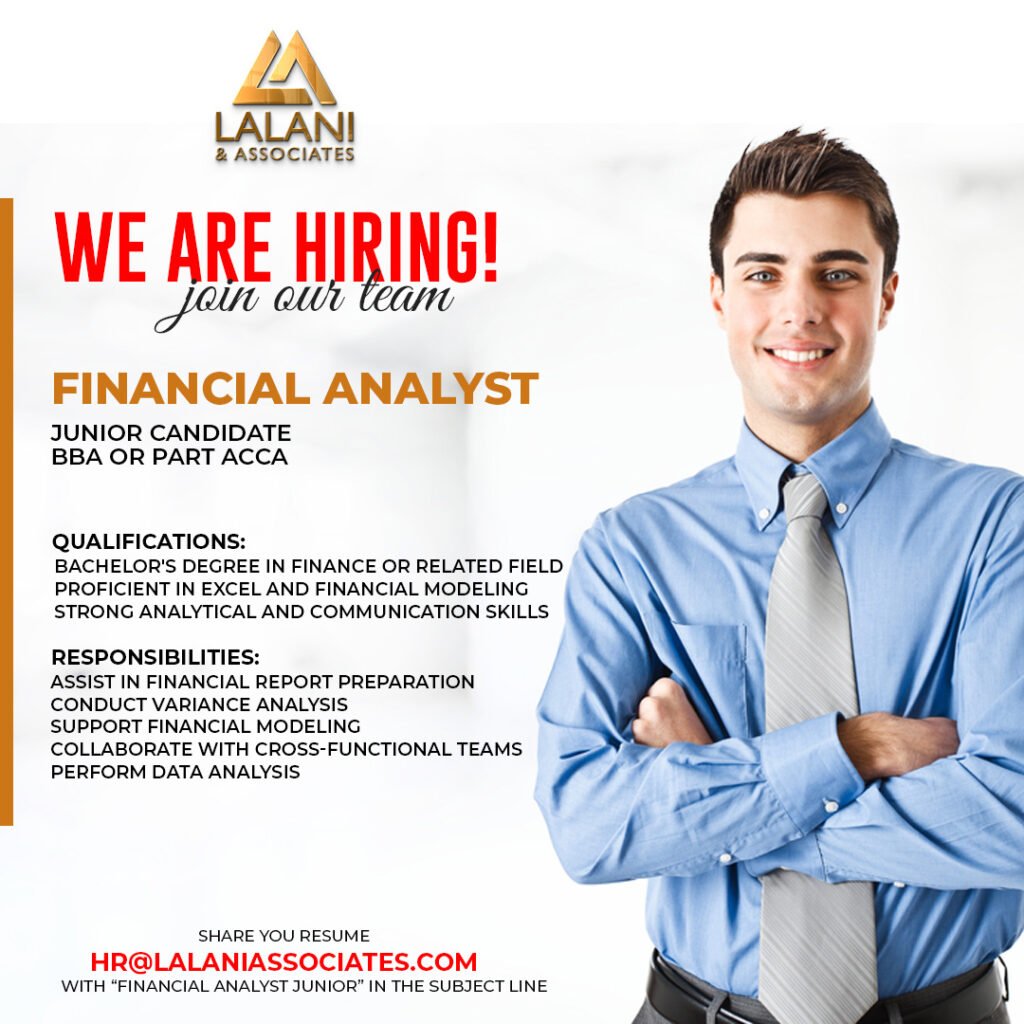 LALANI
& ASSOCIATES
WE ARE HIRING!
join our team
FINANCIAL ANALYST
JUNIOR CANDIDATE
BBA OR PART ACCA
QUALIFICATIONS:
BACHELOR'S DEGREE IN FINANCE OR RELATED FIELD
PROFICIENT IN EXCEL AND FINANCIAL MODELING
STRONG ANALYTICAL AND COMMUNICATION SKILLS
RESPONSIBILITIES:
ASSIST IN FINANCIAL REPORT PREPARATION
CONDUCT VARIANCE ANALYSIS
SUPPORT FINANCIAL MODELING
COLLABORATE WITH CROSS-FUNCTIONAL TEAMS
PERFORM DATA ANALYSIS
SHARE YOU RESUME
HR@LALANIASSOCIATES.COM
WITH “FINANCIAL ANALYST JUNIOR” IN THE SUBJECT LINE